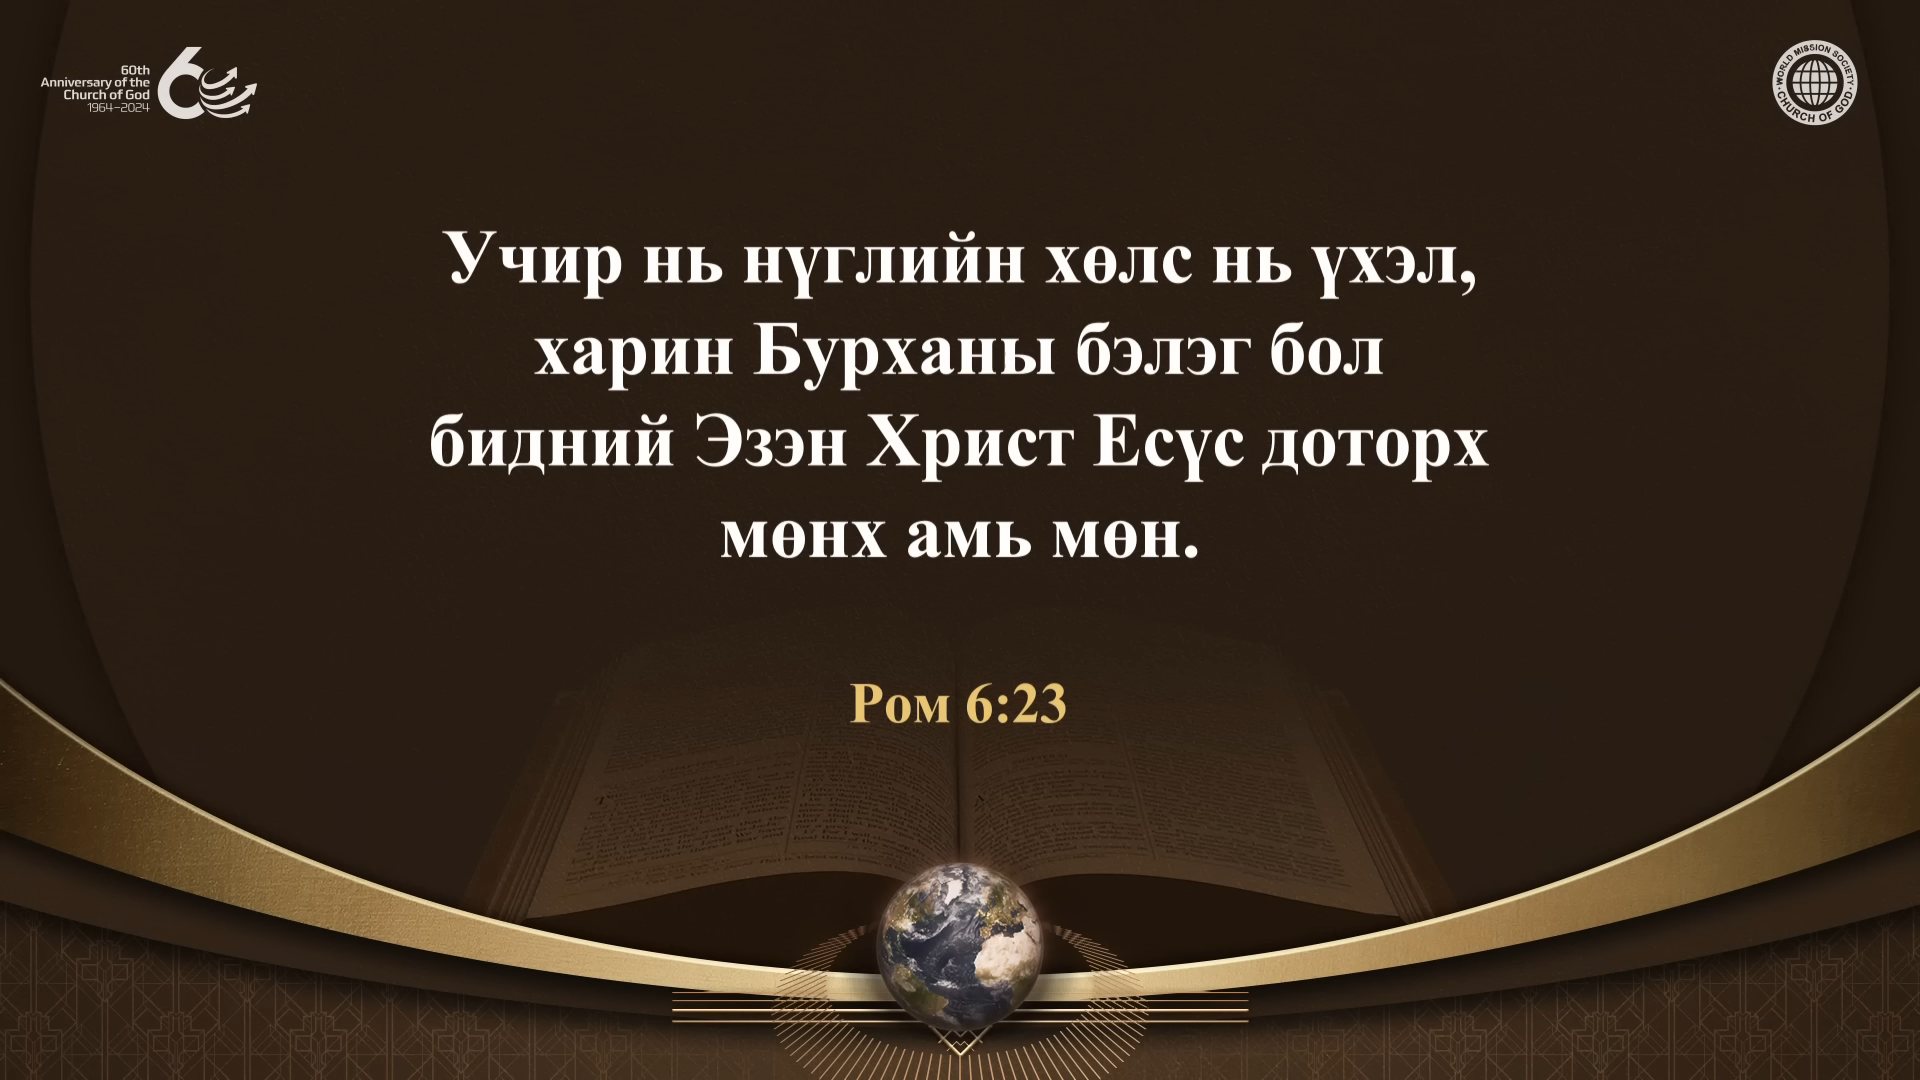 60th
Anniversary of the
Church of God
1964–2024
WORLD MISSION SOCIETY
CHURCH OF GOD
Учир нь нүглийн хөлс нь үхэл,
харин Бурханы бэлэг бол
бидний Эзэн Христ Есүс доторх
мөнх амь мөн.
Ром 6:23